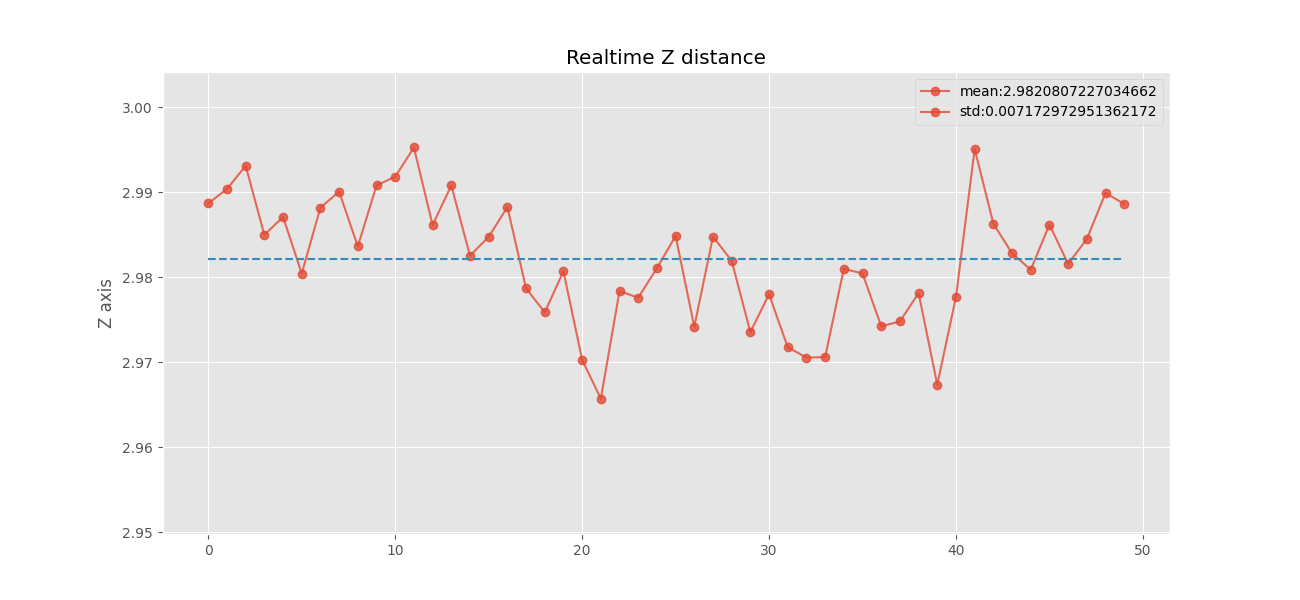 Realtime Z distance
mean:2.9820807227034662
std:0.007172972951362172
Z axis
3.00
2.99
2.98
2.97
2.96
2.95
0 10 20 30 40 50